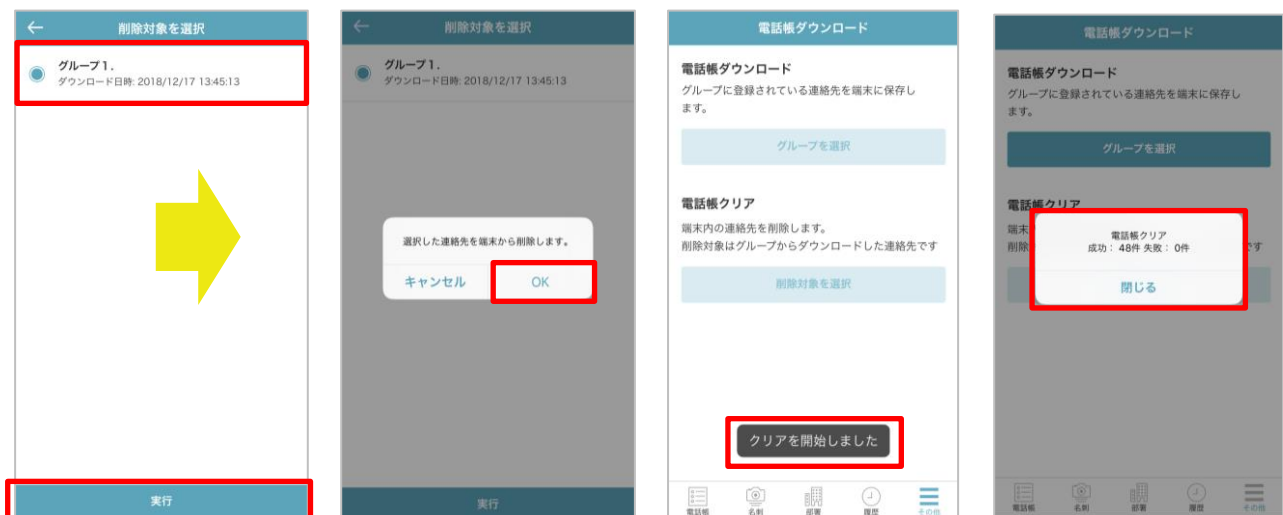 削除対象を選択
グループ1.
ダウンロード日時: 2018/12/17 13:45:13
実行
削除対象を選択
グループ1.
ダウンロード日時: 2018/12/17 13:45:13
選択した連絡先を端末から削除します。
キャンセル
OK
実行
電話帳ダウンロード
電話帳ダウンロード
グループに登録されている連絡先を端末に保存し
ます。
グループを選択
電話帳クリア
端末内の連絡先を削除します。
削除対象はグループからダウンロードした連絡先です
削除対象を選択
クリアを開始しました
電話帳
名刺
部署
履歴
その他
電話帳ダウンロード
電話帳ダウンロード
グループに登録されている連絡先を端末に保存し
ます。
グループを選択
電話帳クリア
端末
削除
です
電話帳クリア
成功: 48件 失敗: 0件
閉じる
電話帳
名刺
部署
履歴
その他